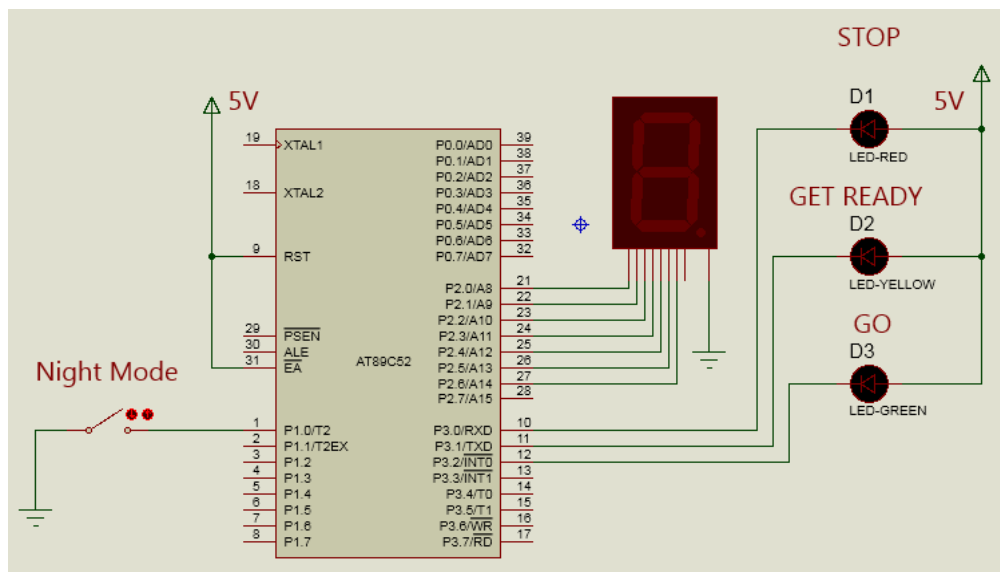 STOP
5V
D1
5V
LED-RED
GET READY
D2
LED-YELLOW
GO
D3
LED-GREEN
Night Mode
19 XTAL1
18 XTAL2
9 RST
29 PSEN
30 ALE
31 EA
1 P1.0/T2
2 P1.1/T2EX
3 P1.2
4 P1.3
5 P1.4
6 P1.5
7 P1.6
8 P1.7
AT89C52
P0.0/AD0 39
P0.1/AD1 38
P0.2/AD2 37
P0.3/AD3 36
P0.4/AD4 35
P0.5/AD5 34
P0.6/AD6 33
P0.7/AD7 32
P2.0/A8 21
P2.1/A9 22
P2.2/A10 23
P2.3/A11 24
P2.4/A12 25
P2.5/A13 26
P2.6/A14 27
P2.7/A15 28
P3.0/RXD 10
P3.1/TXD 11
P3.2/INT0 12
P3.3/INT1 13
P3.4/T0 14
P3.5/T1 15
P3.6/WR 16
P3.7/RD 17